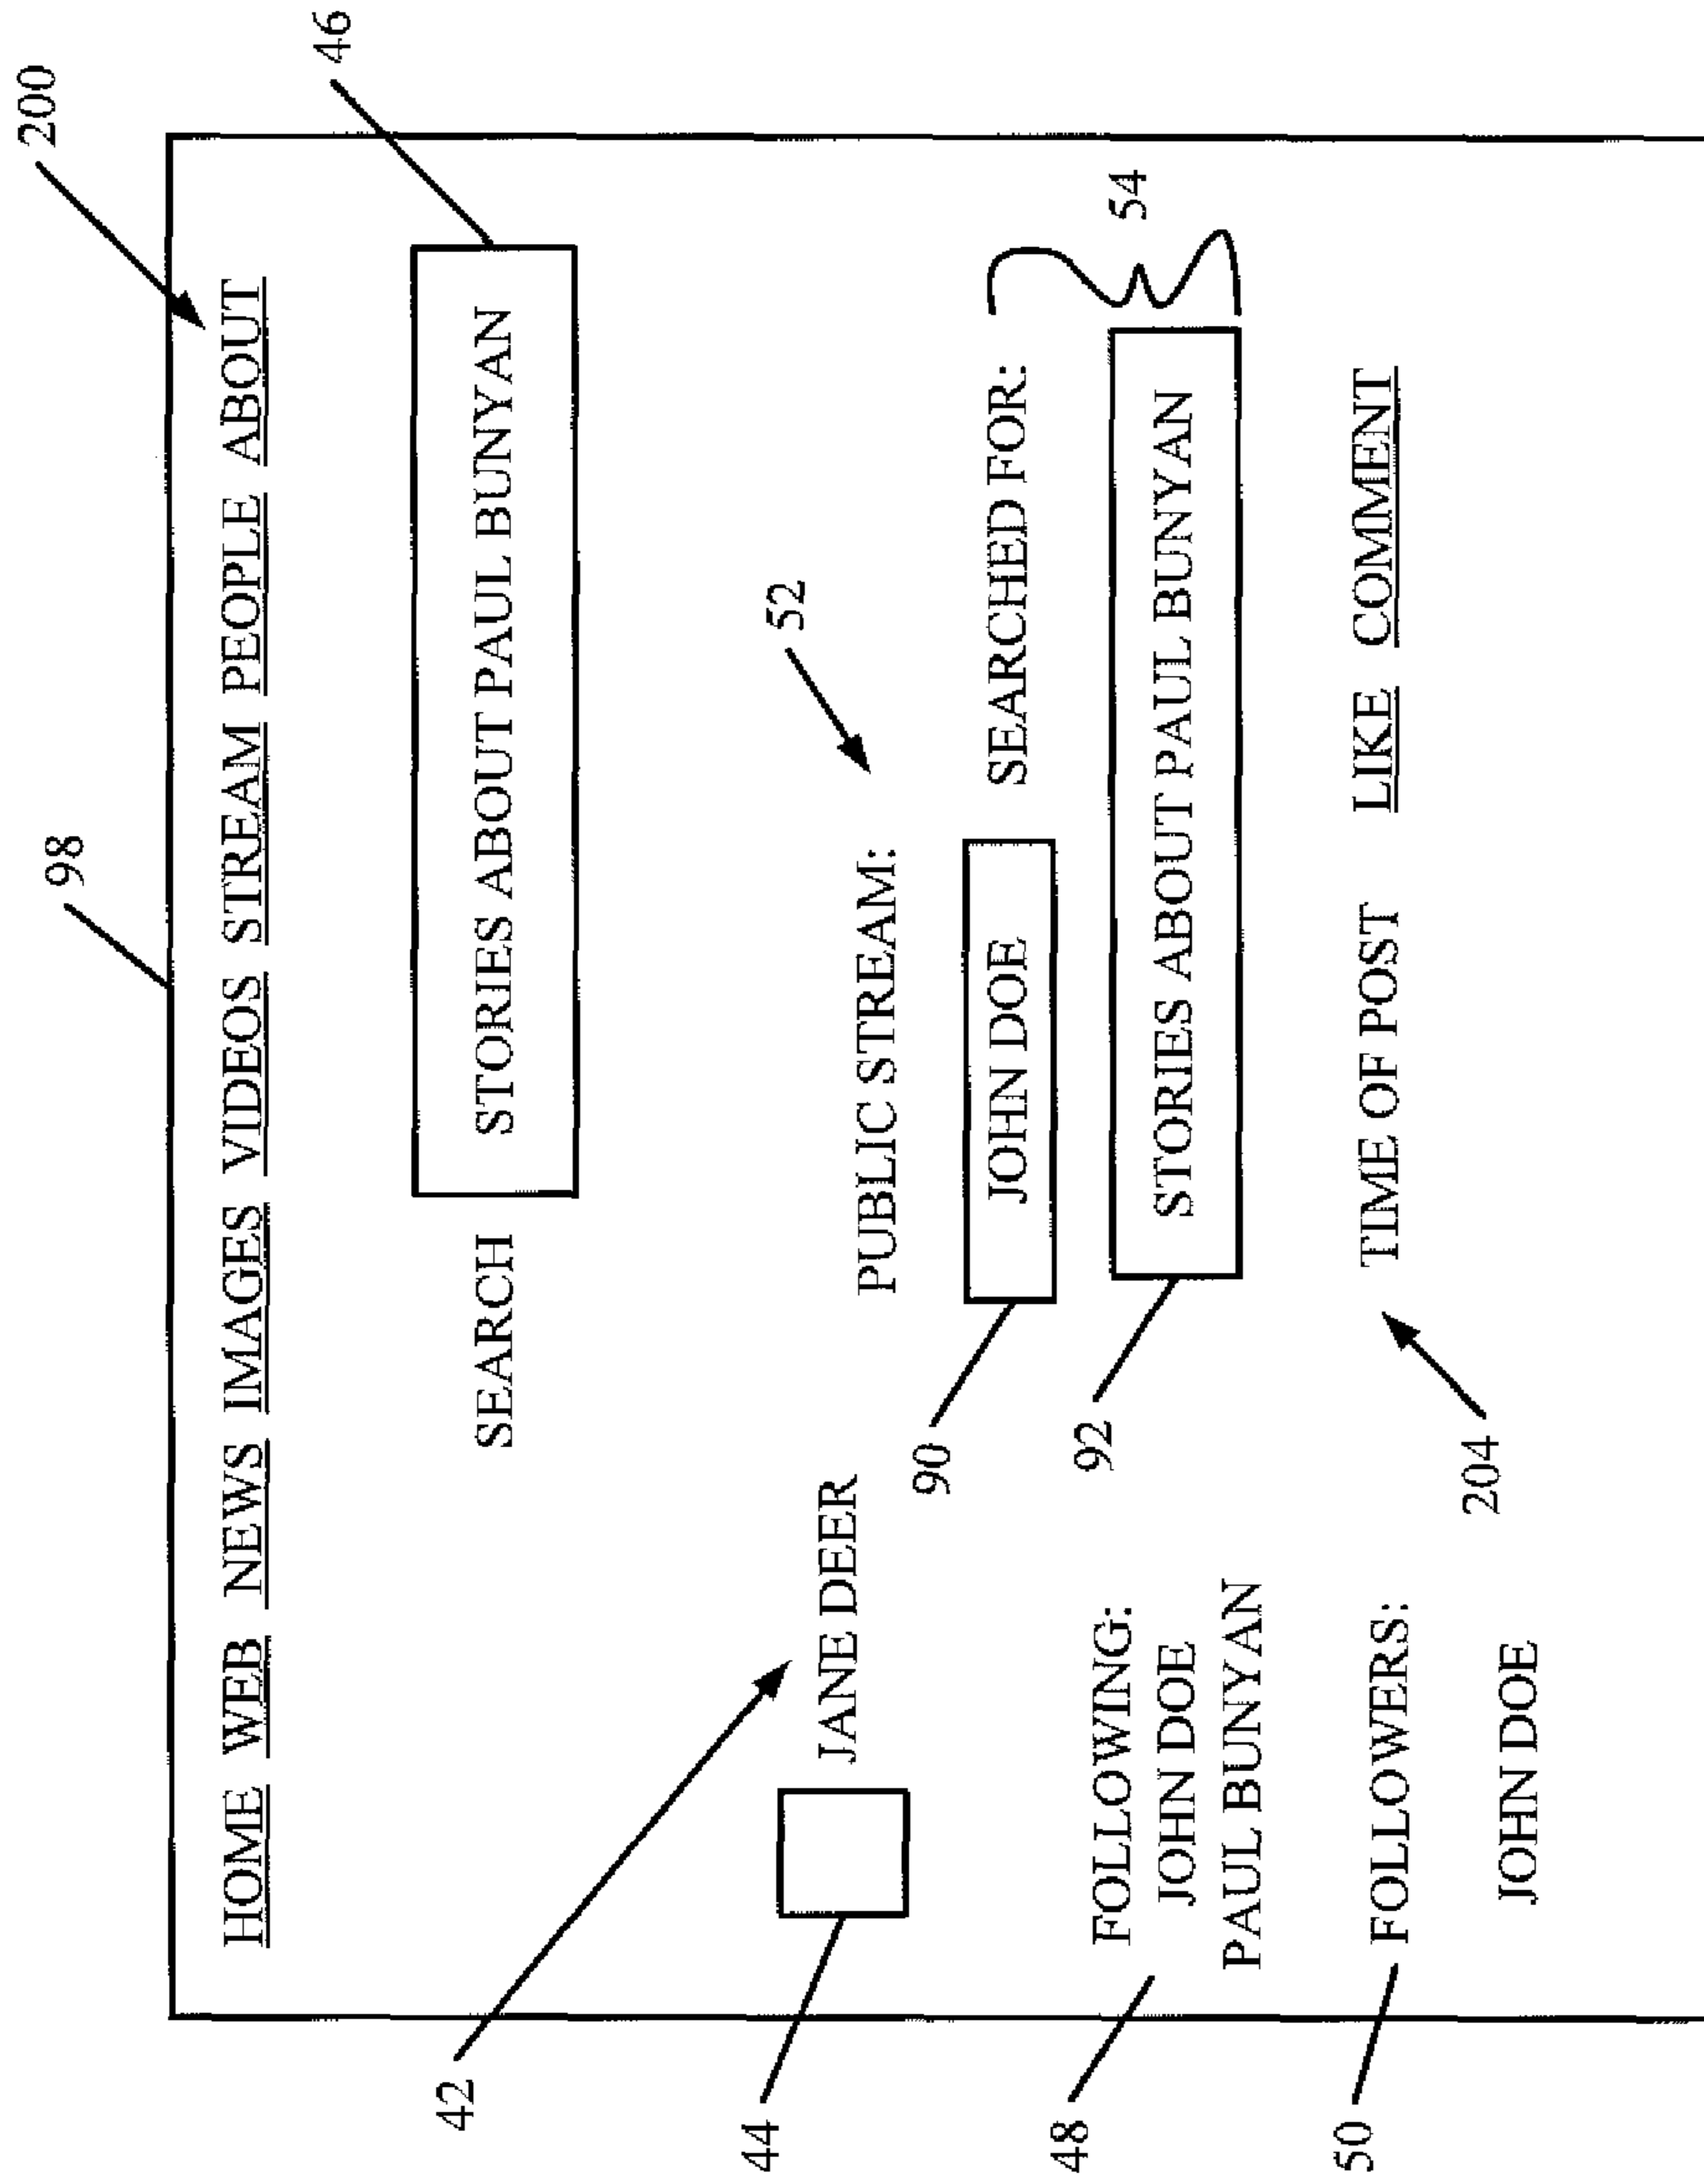 98
200
HOME WEB NEWS IMAGES VIDEOS STREAM PEOPLE ABOUT
46
SEARCH
STORIES ABOUT PAUL BUNYAN
42
44
JANE DEER
PUBLIC STREAM:
52
90
JOHN DOE
SEARCHED FOR:
54
92
STORIES ABOUT PAUL BUNYAN
48
FOLLOWING:
JOHN DOE
PAUL BUNYAN
204
TIME OF POST LIKE COMMENT
50
FOLLOWERS:
JOHN DOE